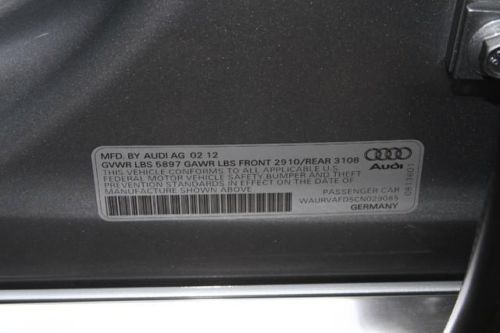 MFD. BY AUDI AG 02 12
GVWR LBS 5897 GAWR LBS FRONT 2910/REAR 3108
THIS VEHICLE CONFORMS TO ALL APPLICABLE U.S.
FEDERAL MOTOR VEHICLE SAFETY BUMPER AND THEFT
PREVENTION STANDARDS IN EFFECT ON THE DATE OF
MANUFACTURE SHOWN ABOVE.
Audi
PASSENGER CAR
WAURVAFD5CN029085
GERMANY